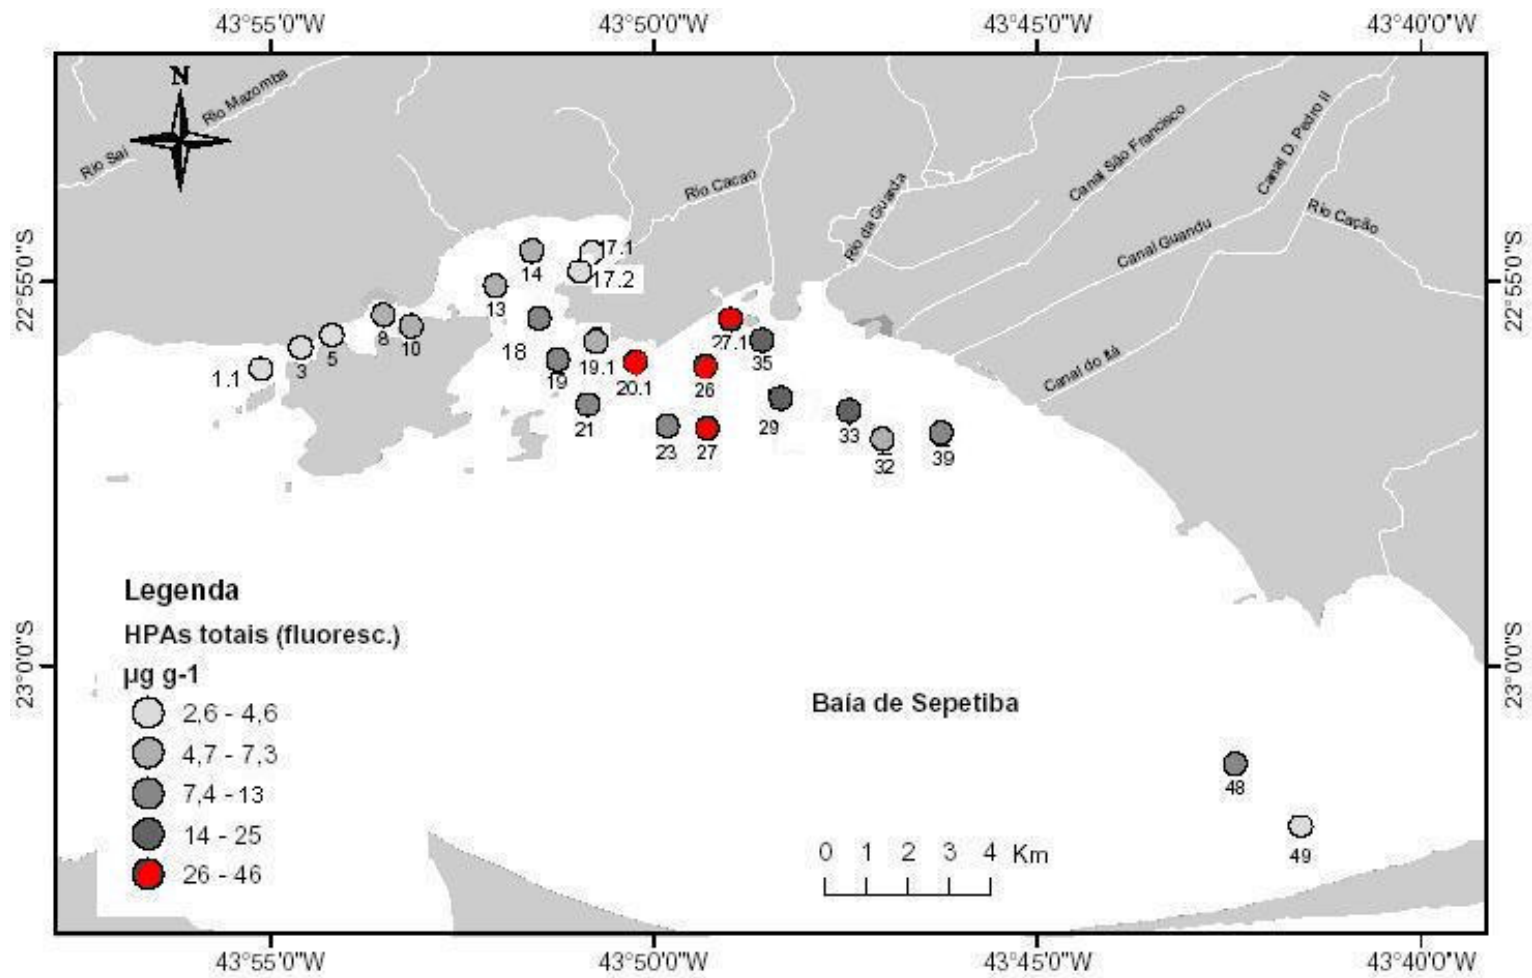 43°55'0"W 43°50'0"W 43°45'0"W 43°40'0"W
N
Rio Mazomba
Rio Sai
Rio Cacao
Rio da Guarda
Canal São Francisco
Canal D. Pedro II
Canal Guandu
Rio Cação
Canal do Itá
22°55'0"S
22°55'0"S
14
17.1
17.2
13
8
10
5
3
1.1
18
19
19.1
20.1
26
27.1
35
21
23
27
29
33
32
39
Legenda
HPAs totais (fluoresc.)
µg g-1
2,6 - 4,6
4,7 - 7,3
7,4 - 13
14 - 25
26 - 46
23°0'0"S
23°0'0"S
Baía de Sepetiba
48
49
0 1 2 3 4 Km
43°55'0"W 43°50'0"W 43°45'0"W 43°40'0"W